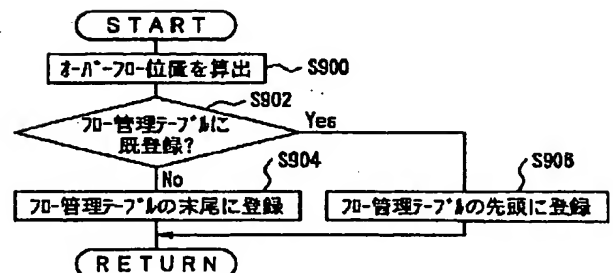 START
オーバーフロー位置を算出
S900
S902
フロー管理テーブルに
既登録?
Yes
No
S904
S906
フロー管理テーブルの末尾に登録
フロー管理テーブルの先頭に登録
RETURN